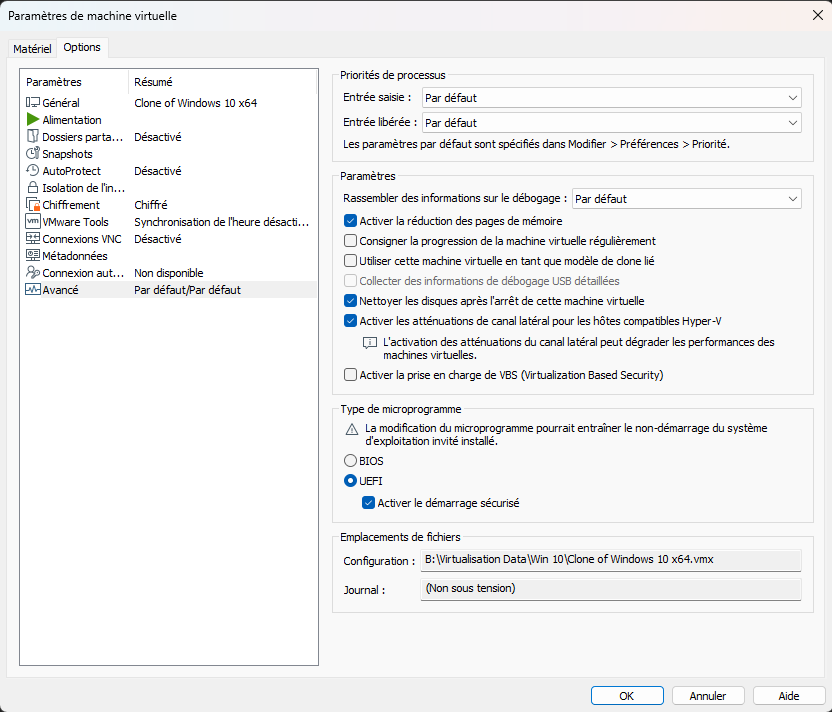 Paramètres de machine virtuelle
Matériel
Options
Paramètres Résumé
Général Clone of Windows 10 x64
Alimentation
Dossiers parta... Désactivé
Snapshots
AutoProtect Désactivé
Isolation de l'in...
Chiffrement Chiffré
vm VMware Tools Synchronisation de l'heure désacti...
Connexions VNC Désactivé
Métadonnées
Connexion aut... Non disponible
Avancé Par défaut/Par défaut
Priorités de processus
Entrée saisie : Par défaut
Entrée libérée : Par défaut
Les paramètres par défaut sont spécifiés dans Modifier > Préférences > Priorité.
Paramètres
Rassembler des informations sur le débogage : Par défaut
Activer la réduction des pages de mémoire
Consigner la progression de la machine virtuelle régulièrement
Utiliser cette machine virtuelle en tant que modèle de clone lié
Collecter des informations de débogage USB détaillées
Nettoyer les disques après l'arrêt de cette machine virtuelle
Activer les atténuations de canal latéral pour les hôtes compatibles Hyper-V
L'activation des atténuations du canal latéral peut dégrader les performances des
machines virtuelles.
Activer la prise en charge de VBS (Virtualization Based Security)
Type de microprogramme
La modification du microprogramme pourrait entraîner le non-démarrage du système
d'exploitation invité installé.
BIOS
UEFI
Activer le démarrage sécurisé
Emplacements de fichiers
Configuration : B:\Virtualisation Data\Win 10\Clone of Windows 10 x64.vmx
Journal : (Non sous tension)
OK Annuler Aide